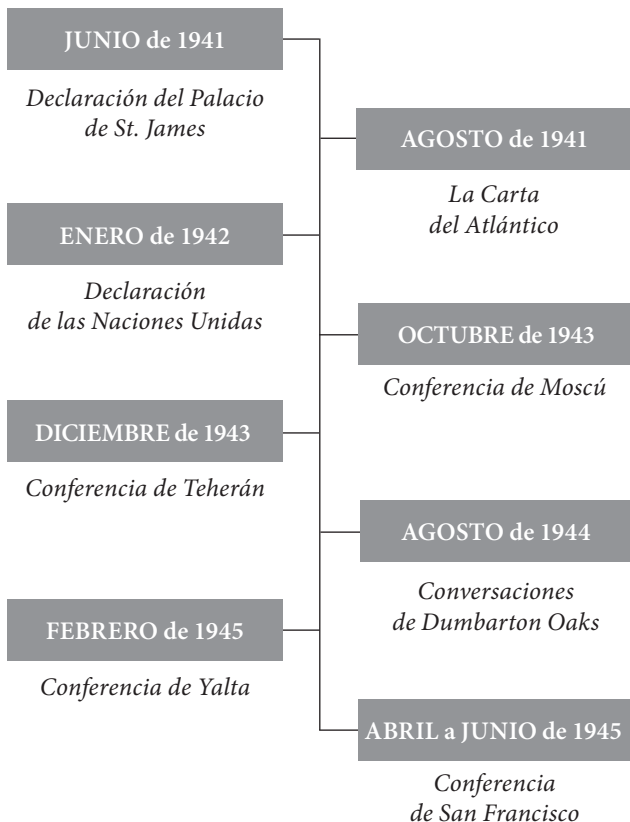 JUNIO de 1941
Declaración del Palacio
de St. James
AGOSTO de 1941
La Carta
del Atlántico
ENERO de 1942
Declaración
de las Naciones Unidas
OCTUBRE de 1943
Conferencia de Moscú
DICIEMBRE de 1943
Conferencia de Teherán
AGOSTO de 1944
Conversaciones
de Dumbarton Oaks
FEBRERO de 1945
Conferencia de Yalta
ABRIL a JUNIO de 1945
Conferencia
de San Francisco